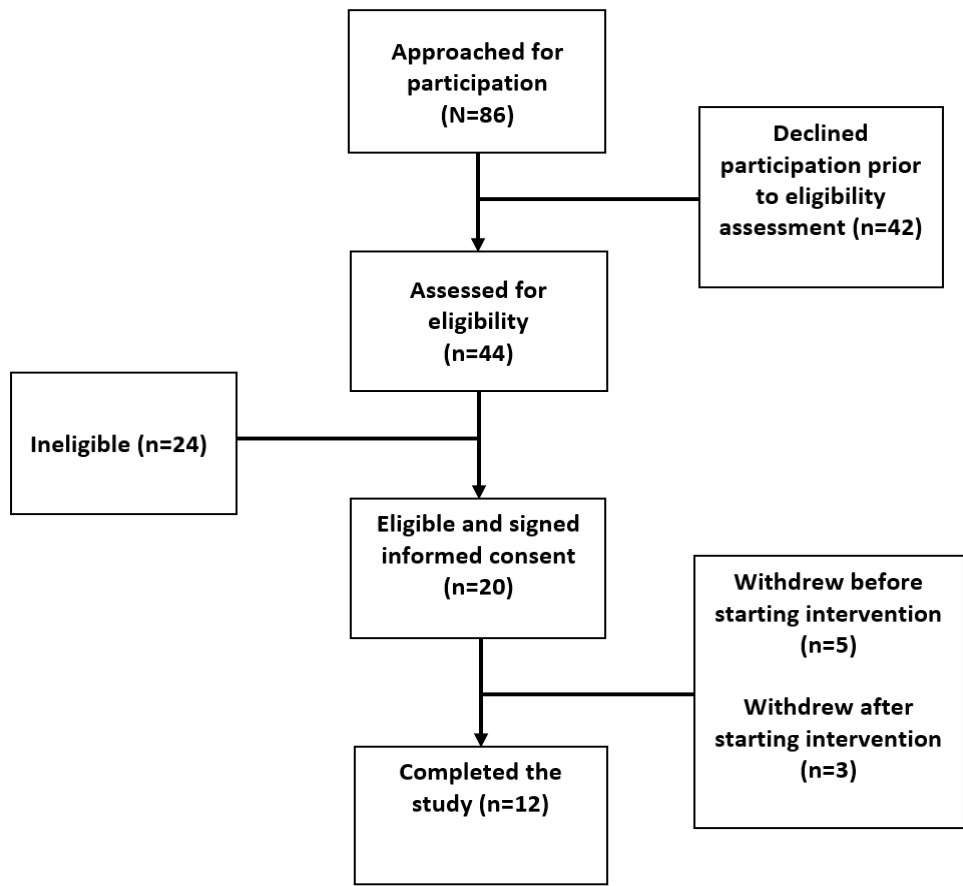 Approached for
participation
(N=86)
Declined
participation prior
to eligibility
assessment (n=42)
Assessed for
eligibility
(n=44)
Ineligible (n=24)
Eligible and signed
informed consent
(n=20)
Withdrew before
starting intervention
(n=5)
Withdrew after
starting intervention
(n=3)
Completed the
study (n=12)